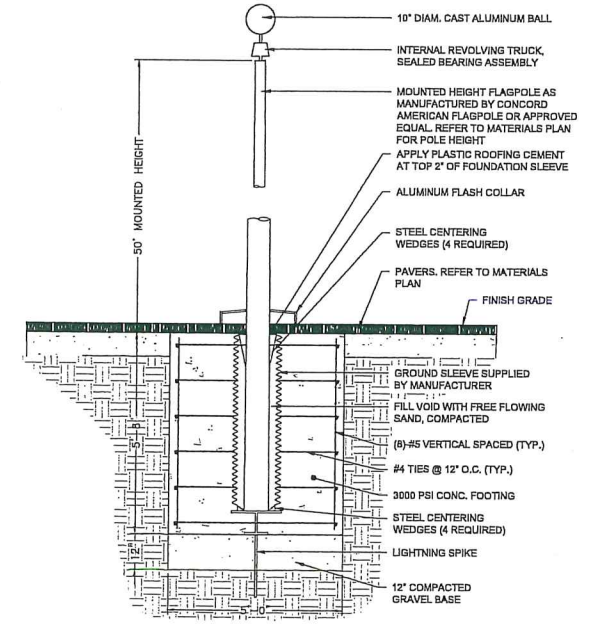 10" DIAM. CAST ALUMINUM BALL
INTERNAL REVOLVING TRUCK,
SEALED BEARING ASSEMBLY
MOUNTED HEIGHT FLAGPOLE AS
MANUFACTURED BY CONCORD
AMERICAN FLAGPOLE OR APPROVED
EQUAL. REFER TO MATERIALS PLAN
FOR POLE HEIGHT
APPLY PLASTIC ROOFING CEMENT
AT TOP 2" OF FOUNDATION SLEEVE
ALUMINUM FLASH COLLAR
STEEL CENTERING
WEDGES (4 REQUIRED)
PAVERS. REFER TO MATERIALS
PLAN
FINISH GRADE
GROUND SLEEVE SUPPLIED
BY MANUFACTURER
FILL VOID WITH FREE FLOWING
SAND, COMPACTED
(8)-#5 VERTICAL SPACED (TYP.)
#4 TIES @ 12" O.C. (TYP.)
3000 PSI CONC. FOOTING
STEEL CENTERING
WEDGES (4 REQUIRED)
LIGHTNING SPIKE
12" COMPACTED
GRAVEL BASE
50' MOUNTED HEIGHT
12"
5'-0"